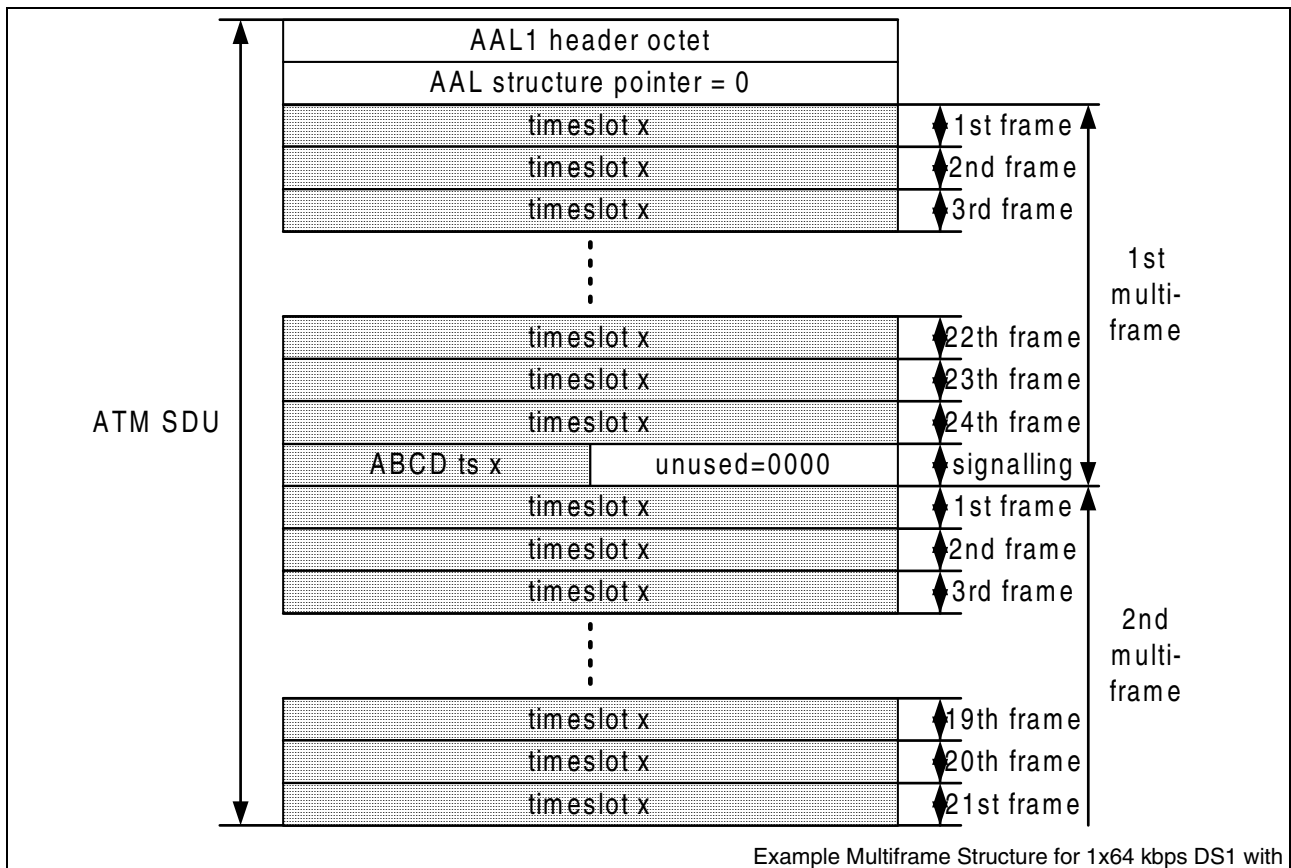 AAL1 header octet
AAL structure pointer = 0
timeslot x
1st frame
timeslot x
2nd frame
timeslot x
3rd frame
1st
multi-
frame
timeslot x
22th frame
timeslot x
23th frame
ATM SDU
timeslot x
24th frame
ABCD ts x
unused=0000
signalling
timeslot x
1st frame
timeslot x
2nd frame
timeslot x
3rd frame
2nd
multi-
frame
timeslot x
19th frame
timeslot x
20th frame
timeslot x
21st frame
Example Multiframe Structure for 1x64 kbps DS1 with